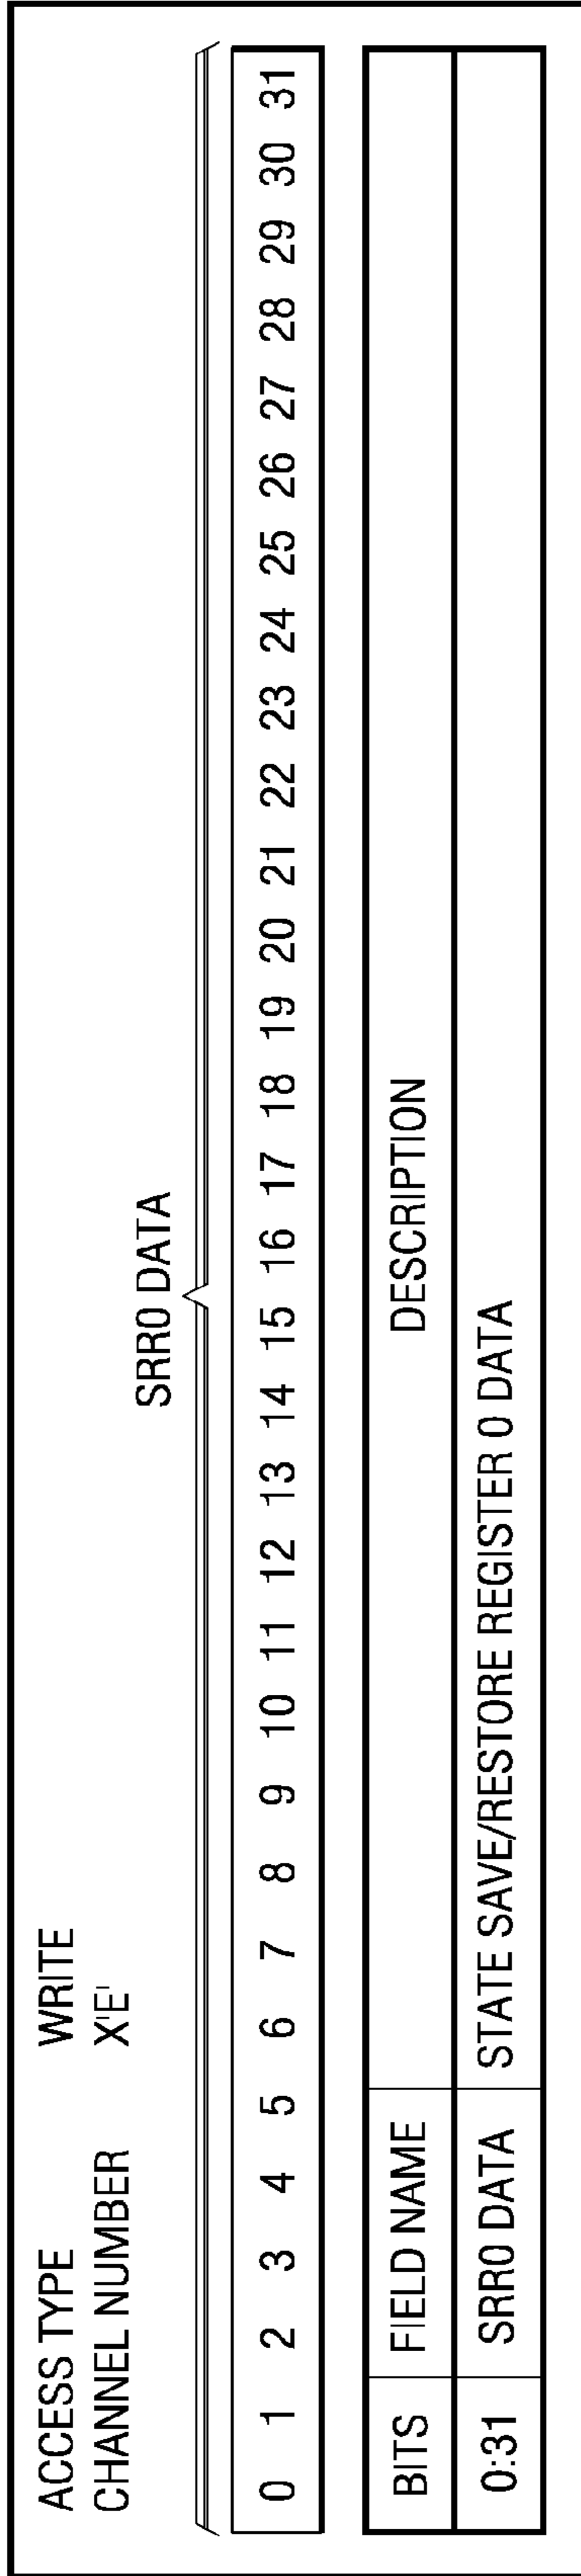 ACCESS TYPE WRITE
CHANNEL NUMBER X'E'
SRR0 DATA
0 1 2 3 4 5 6 7 8 9 10 11 12 13 14 15 16 17 18 19 20 21 22 23 24 25 26 27 28 29 30 31
BITS FIELD NAME DESCRIPTION
0:31 SRR0 DATA STATE SAVE/RESTORE REGISTER 0 DATA